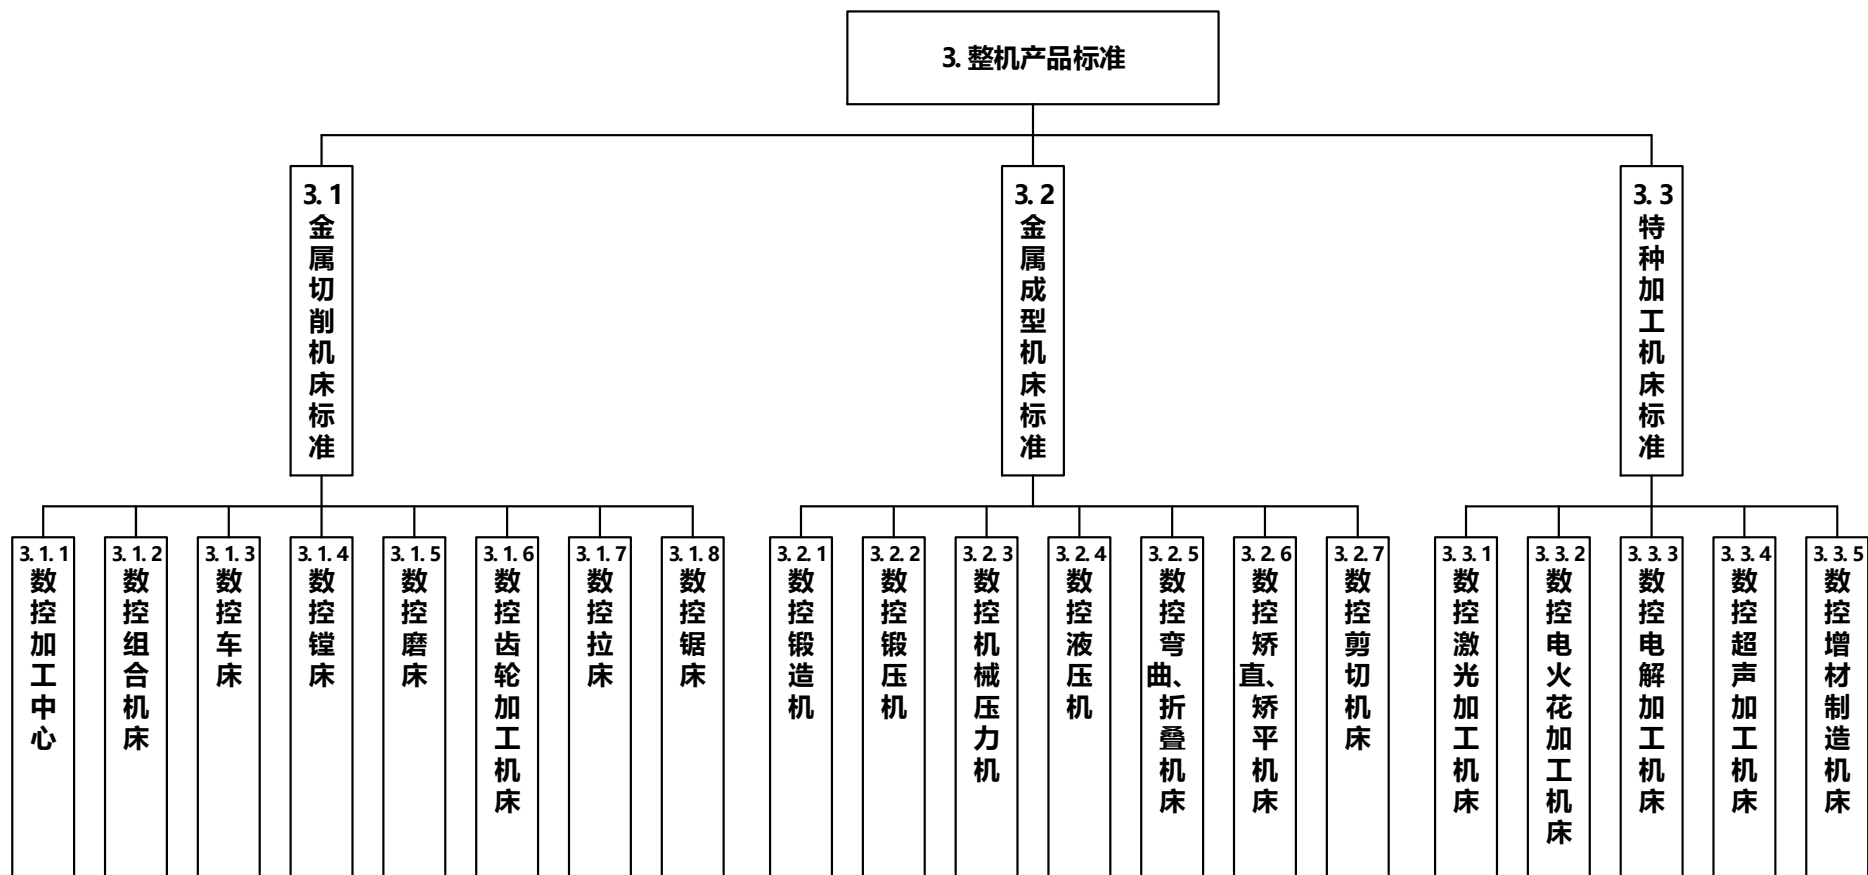 3.整机产品标准
3.1金属切削机床标准
3.2金属成型机床标准
3.3特种加工机床标准
3.1.1数控加工中心
3.1.2数控组合机床
3.1.3数控车床
3.1.4数控镗床
3.1.5数控磨床
3.1.6数控齿轮加工机床
3.1.7数控拉床
3.1.8数控锯床
3.2.1数控锻造机
3.2.2数控锻压机
3.2.3数控机械压力机
3.2.4数控液压机
3.2.5数控弯曲、折叠机床
3.2.6数控矫直、矫平机床
3.2.7数控剪切机床
3.3.1数控激光加工机床
3.3.2数控电火花加工机床
3.3.3数控电解加工机床
3.3.4数控超声加工机床
3.3.5数控增材制造机床